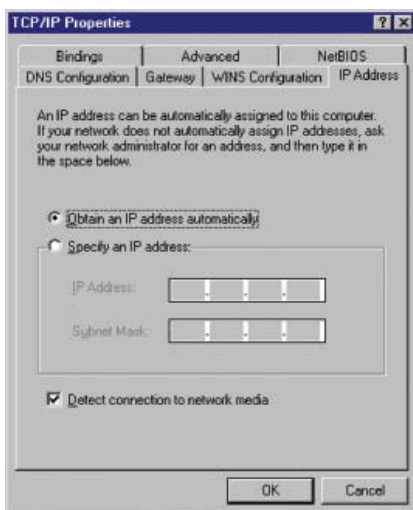 TCP/IP Properties
Bindings Advanced NetBIOS
DNS Configuration Gateway WINS Configuration IP Address
An IP address can be automatically assigned to this computer.
If your network does not automatically assign IP addresses, ask
your network administrator for an address, and then type it in
the space below.
Obtain an IP address automatically
Specify an IP address:
IP Address:
Subnet Mask:
Detect connection to network media
OK Cancel